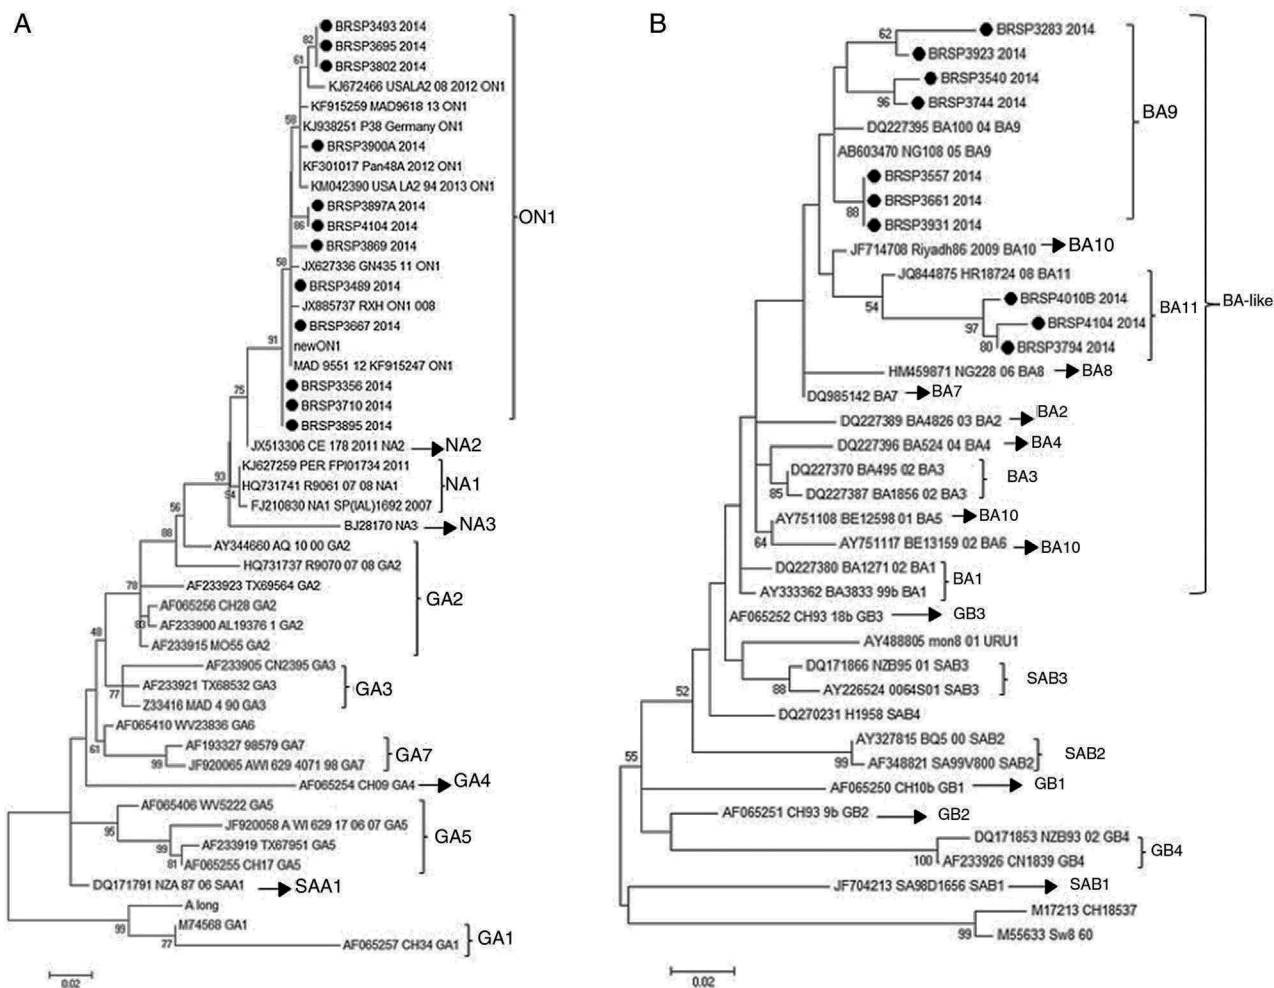 A
BRSP3493 2014
82
BRSP3695 2014
61
BRSP3802 2014
KJ672466 USALA2 08 2012 ON1
KF915259 MAD9618 13 ON1
58
KJ938251 P38 Germany ON1
BRSP3900A 2014
KF301017 Pan48A 2012 ON1
KM042390 USA LA2 94 2013 ON1
BRSP3897A 2014
86
BRSP4104 2014
ON1
BRSP3869 2014
58
JX627336 GN435 11 ON1
BRSP3489 2014
JX885737 RXH ON1 008
BRSP3667 2014
91
newON1
MAD 9551 12 KF915247 ON1
BRSP3356 2014
75
BRSP3710 2014
BRSP3895 2014
JX513306 CE 178 2011 NA2
NA2
KJ627259 PER FPI01734 2011
93
HQ731741 R9061 07 08 NA1
NA1
FJ210830 NA1 SP(IAL)1692 2007
56
BJ28170 NA3
NA3
88
AY344660 AQ 10 00 GA2
HQ731737 R9070 07 08 GA2
78
AF233923 TX69564 GA2
GA2
AF065256 CH28 GA2
83
AF233900 AL19376 1 GA2
48
AF233915 MO55 GA2
AF233905 CN2395 GA3
AF233921 TX68532 GA3
GA3
77
Z33416 MAD 4 90 GA3
AF065410 WV23836 GA6
61
AF193327 98579 GA7
GA7
99
JF920065 AWI 629 4071 98 GA7
AF065254 CH09 GA4
GA4
AF065406 WV5222 GA5
95
JF920058 A WI 629 17 06 07 GA5
GA5
99
AF233919 TX67951 GA5
81
AF065255 CH17 GA5
DQ171791 NZA 87 06 SAA1
SAA1
A long
99
M74568 GA1
77
AF065257 CH34 GA1
GA1
0.02
B
BRSP3283 2014
62
BRSP3923 2014
BRSP3540 2014
96
BRSP3744 2014
BA9
DQ227395 BA100 04 BA9
AB603470 NG108 05 BA9
BRSP3557 2014
BRSP3661 2014
88
BRSP3931 2014
JF714708 Riyadh86 2009 BA10
BA10
JQ844875 HR18724 08 BA11
BRSP4010B 2014
54
BA11
BA-like
97
BRSP4104 2014
80
BRSP3794 2014
HM459871 NG228 06 BA8
BA8
DQ985142 BA7
BA7
DQ227389 BA4826 03 BA2
BA2
DQ227396 BA524 04 BA4
BA4
DQ227370 BA495 02 BA3
BA3
85
DQ227387 BA1856 02 BA3
AY751108 BE12598 01 BA5
BA10
64
AY751117 BE13159 02 BA6
BA10
DQ227380 BA1271 02 BA1
BA1
AY333362 BA3833 99b BA1
AF065252 CH93 18b GB3
GB3
AY488805 mon8 01 URU1
DQ171866 NZB95 01 SAB3
SAB3
88
AY226524 0064S01 SAB3
52
DQ270231 H1958 SAB4
AY327815 BQ5 00 SAB2
SAB2
99
AF348821 SA99V800 SAB2
55
AF065250 CH10b GB1
GB1
AF065251 CH93 9b GB2
GB2
DQ171853 NZB93 02 GB4
GB4
100
AF233926 CN1839 GB4
JF704213 SA98D1656 SAB1
SAB1
M17213 CH18537
99
M55633 Sw8 60
0.02